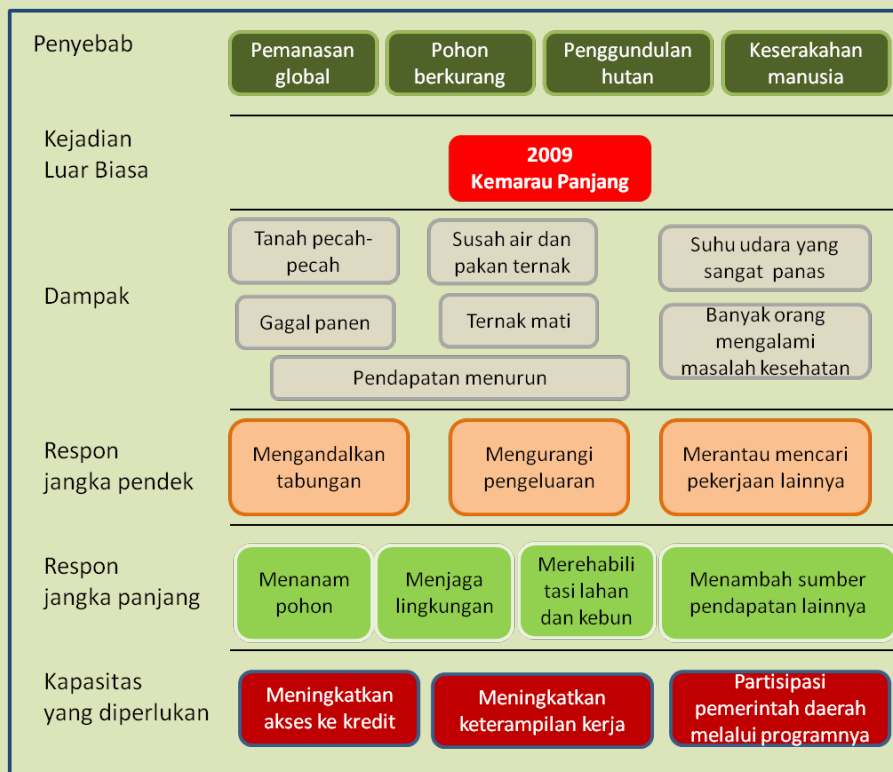 Penyebab
Pemanasan
global
Pohon
berkurang
Penggundulan
hutan
Keserakahan
manusia
Kejadian
Luar Biasa
2009
Kemarau Panjang
Dampak
Tanah pecah-
pecah
Susah air dan
pakan ternak
Suhu udara yang
sangat panas
Gagal panen
Ternak mati
Banyak orang
mengalami
masalah kesehatan
Pendapatan menurun
Respon
jangka pendek
Mengandalkan
tabungan
Mengurangi
pengeluaran
Merantau mencari
pekerjaan lainnya
Respon
jangka panjang
Menanam
pohon
Menjaga
lingkungan
Merehabili
tasi lahan
dan kebun
Menambah sumber
pendapatan lainnya
Kapasitas
yang diperlukan
Meningkatkan
akses ke kredit
Meningkatkan
keterampilan kerja
Partisipasi
pemerintah daerah
melalui programnya